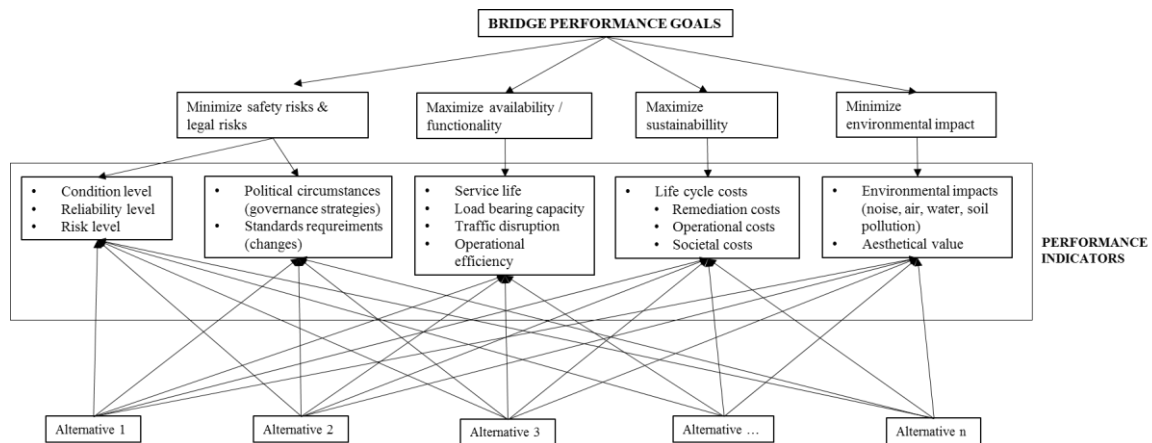 BRIDGE PERFORMANCE GOALS
Minimize safety risks &
legal risks
Maximize availability /
functionality
Maximize
sustainabillity
Minimize
environmental impact
• Condition level
• Reliability level
• Risk level
• Political circumstances
(governance strategies)
• Standards requreiments
(changes)
• Service life
• Load bearing capacity
• Traffic disruption
• Operational
efficiency
• Life cycle costs
• Remediation costs
• Operational costs
• Societal costs
• Environmental impacts
(noise, air, water, soil
pollution)
• Aesthetical value
PERFORMANCE
INDICATORS
Alternative 1
Alternative 2
Alternative 3
Alternative …
Alternative n